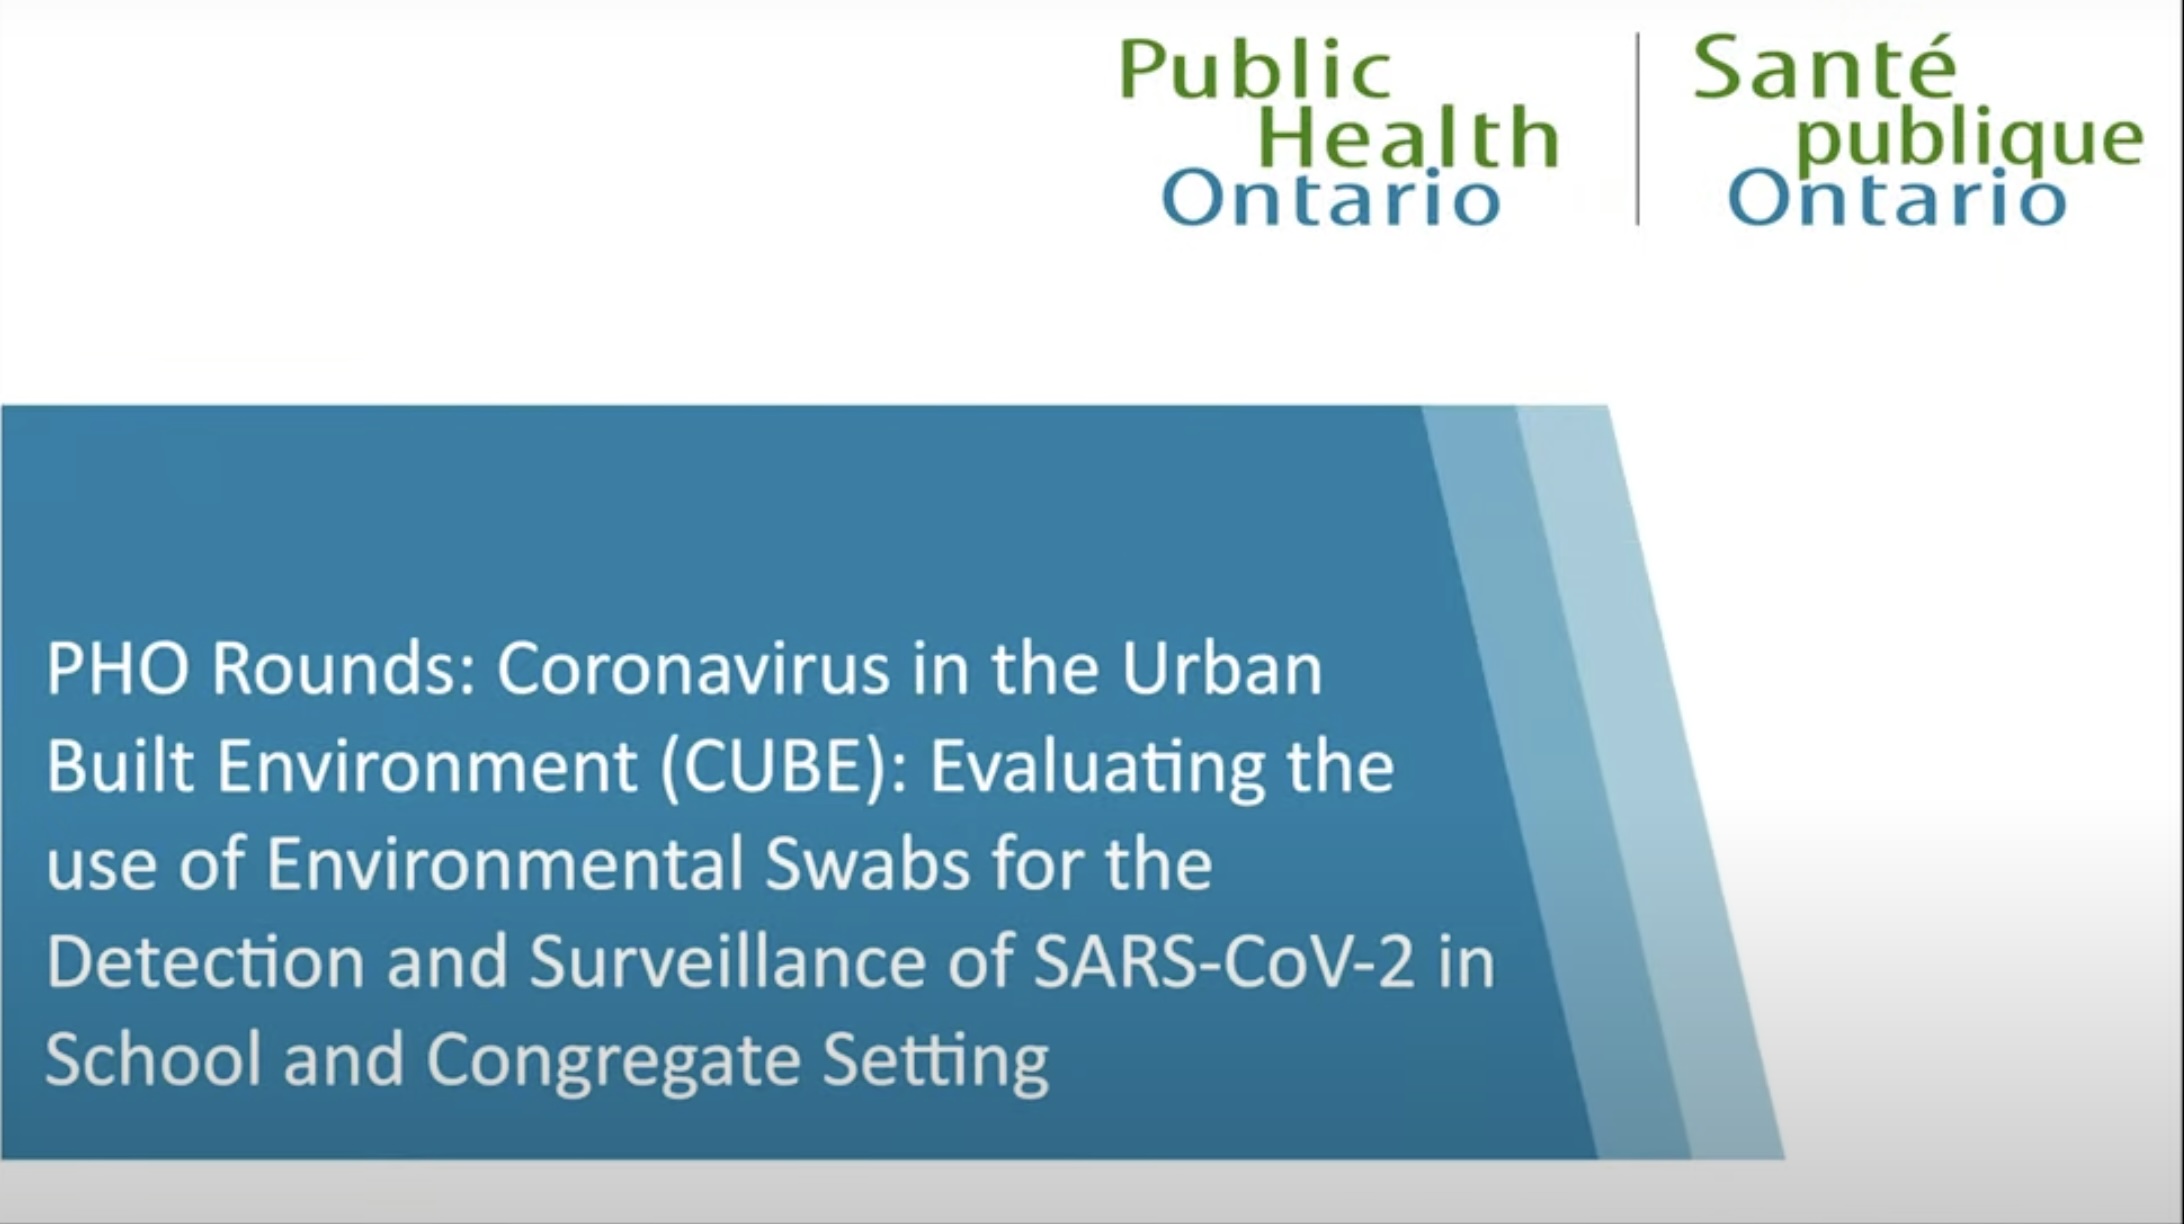 Public
Health
Ontario
Santé
publique
Ontario
PHO Rounds: Coronavirus in the Urban
Built Environment (CUBE): Evaluating the
use of Environmental Swabs for the
Detection and Surveillance of SARS-CoV-2 in
School and Congregate Setting